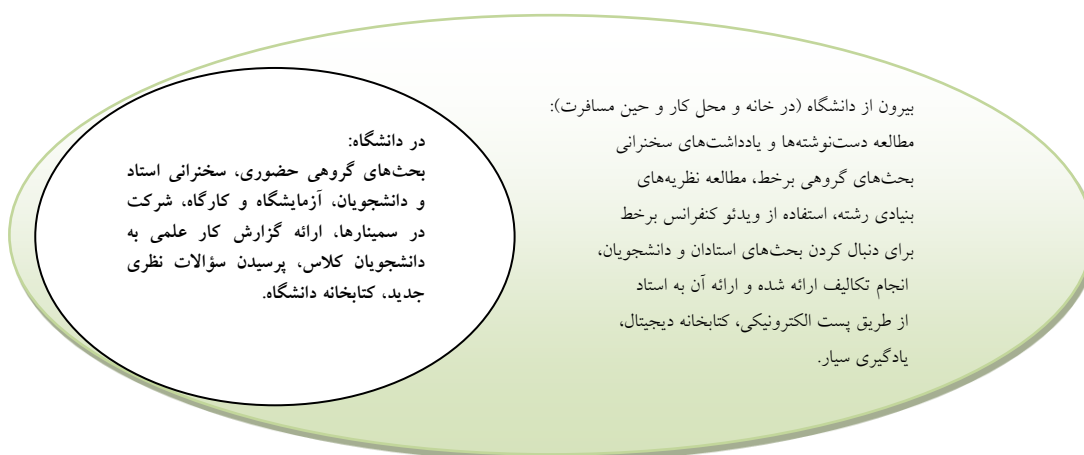 بیرون از دانشگاه (در خانه و محل کار و حین مسافرت):
مطالعه دست‌نوشته‌ها و یادداشت‌های سخنرانی
بحث‌های گروهی برخط، مطالعه نظریه‌های
بنیادی رشته، استفاده از ویدئو کنفرانس برخط
برای دنبال کردن بحث‌های استادان و دانشجویان،
انجام تکالیف ارائه شده و ارائه آن به استاد
از طریق پست الکترونیکی، کتابخانه دیجیتال،
یادگیری سیار.
در دانشگاه:
بحث‌های گروهی حضوری، سخنرانی استاد
و دانشجویان، آزمایشگاه و کارگاه، شرکت
در سمینارها، ارائه گزارش کار علمی به
دانشجویان کلاس، پرسیدن سؤالات نظری
جدید، کتابخانه دانشگاه.